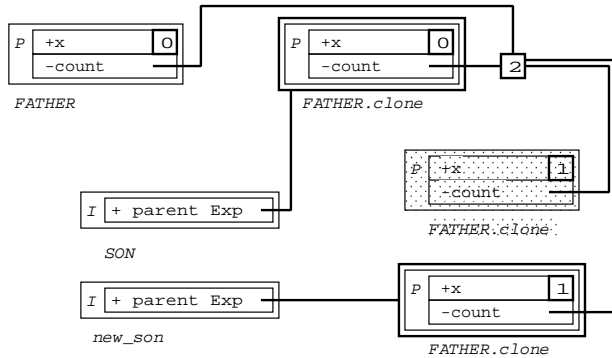 P +x 0
-count
FATHER
P +x 0
-count
FATHER.clone
2
P +x 1
-count
FATHER.clone
I + parent Exp
SON
I + parent Exp
new_son
P +x 1
-count
FATHER.clone